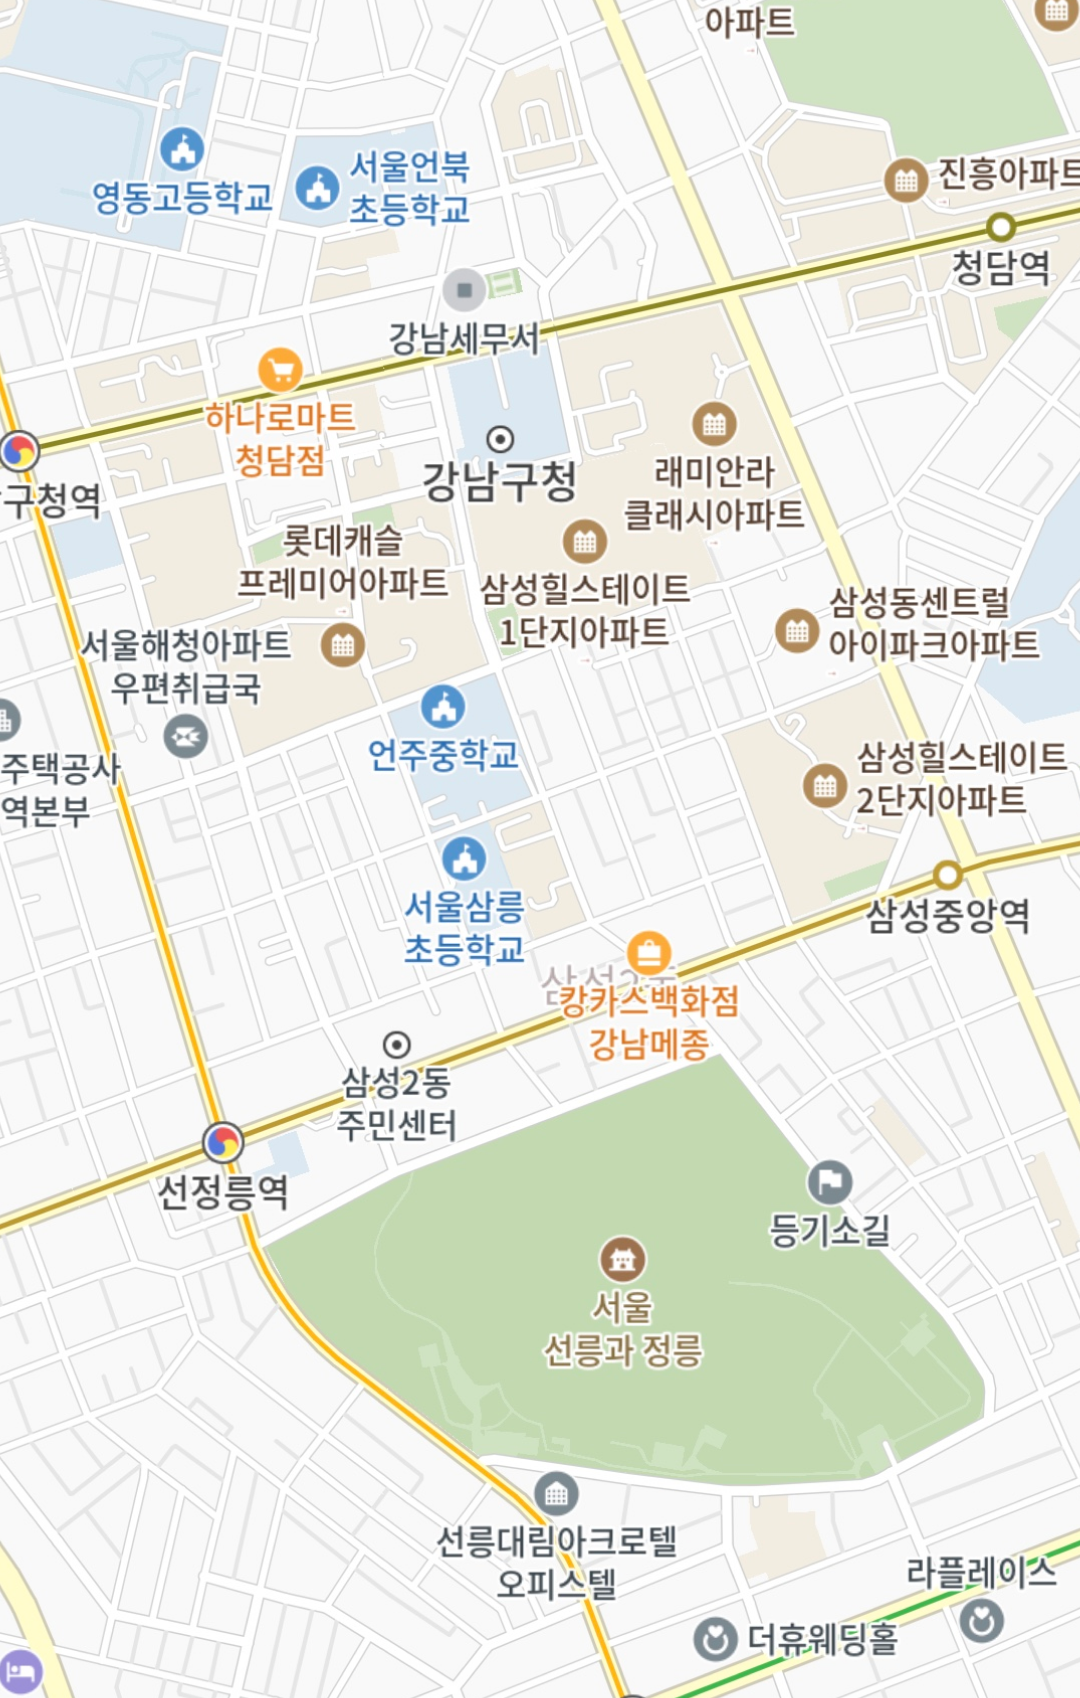 아파트
진흥아파트
영동고등학교
서울언북
초등학교
청담역
강남세무서
하나로마트
청담점
구청역
강남구청
래미안라
클래시아파트
롯데캐슬
프레미어아파트
삼성힐스테이트
1단지아파트
삼성동센트럴
아이파크아파트
서울해청아파트
우편취급국
언주중학교
주택공사
역본부
삼성힐스테이트
2단지아파트
서울삼릉
초등학교
삼성중앙역
삼성2동
캉카스백화점
강남메종
삼성2동
주민센터
선정릉역
등기소길
서울
선릉과 정릉
선릉대림아크로텔
오피스텔
라플레이스
더휴웨딩홀